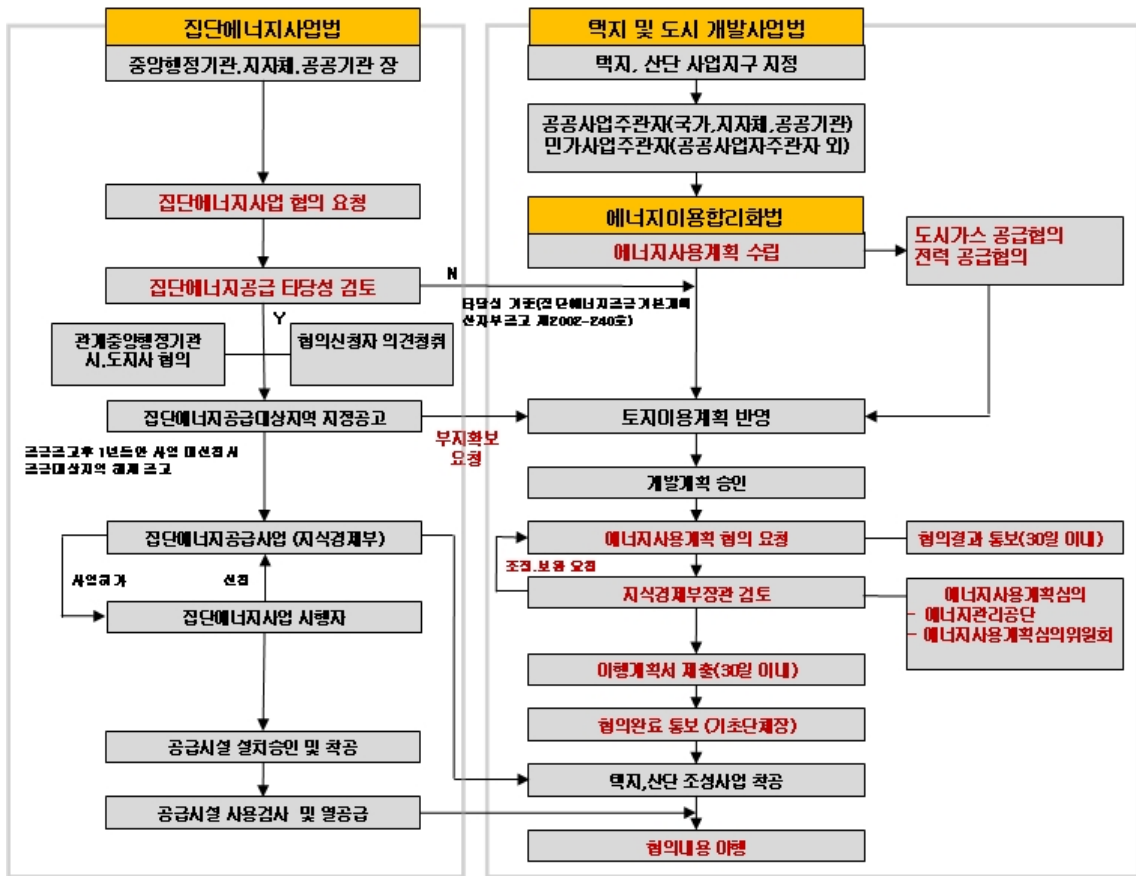 집단에너지사업법
중앙행정기관.지자체.공공기관 장
집단에너지사업 협의 요청
집단에너지공급 타당성 검토
N
Y
관계중앙행정기관
시.도지사 협의
협의신청자 의견청취
집단에너지공급대상지역 지정공고
부지확보
요청
집단에너지공급사업 (지식경제부)
사업허가
신청
집단에너지사업 시행자
공급시설 설치승인 및 착공
공급시설 사용검사 및 열공급
택지 및 도시 개발사업법
택지, 산단 사업지구 지정
공공사업주관자(국가,지자체,공공기관)
민가사업주관자(공공사업자주관자 외)
에너지이용합리화법
에너지사용계획 수립
도시가스 공급협의
전력 공급협의
토지이용계획 반영
개발계획 승인
에너지사용계획 협의 요청
협의결과 통보(30일 이내)
조정.보완 요청
지식경제부장관 검토
에너지사용계획심의
- 에너지관리공단
- 에너지사용계획심의위원회
이행계획서 제출(30일 이내)
협의완료 통보 (기초단체장)
택지,산단 조성사업 착공
협의내용 이행